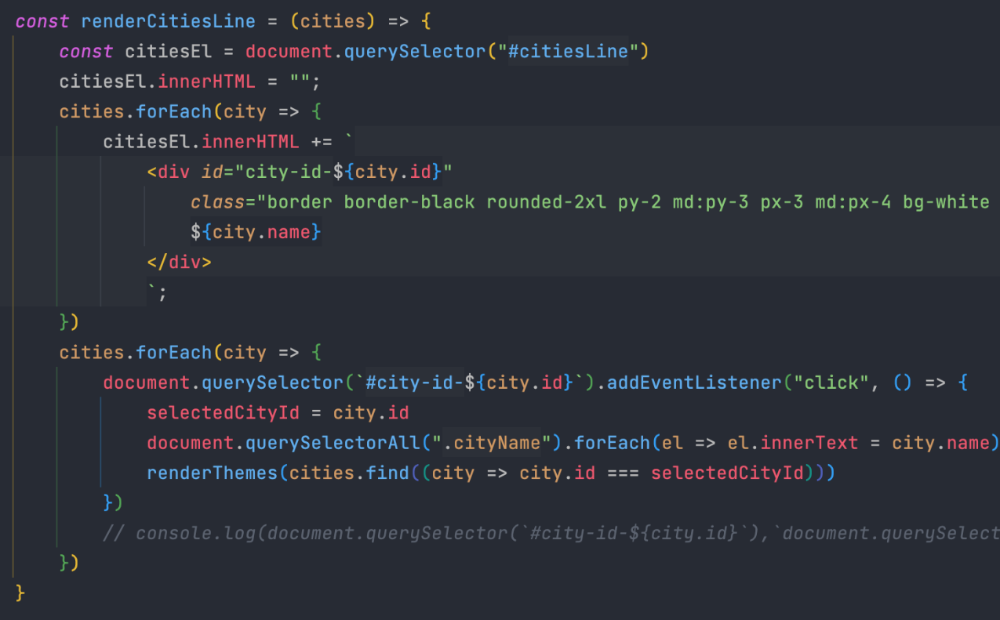 const renderCitiesLine = (cities) => {
    const citiesEl = document.querySelector("#citiesLine")
    citiesEl.innerHTML = "";
    cities.forEach(city => {
        citiesEl.innerHTML += `
            <div id="city-id-${city.id}"
                class="border border-black rounded-2xl py-2 md:py-3 px-3 md:px-4 bg-white
                ${city.name}
            </div>
            `;
    })
    cities.forEach(city => {
        document.querySelector(`#city-id-${city.id}`).addEventListener("click", () => {
            selectedCityId = city.id
            document.querySelectorAll(".cityName").forEach(el => el.innerText = city.name)
            renderThemes(cities.find((city => city.id === selectedCityId)))
        })
        // console.log(document.querySelector(`#city-id-${city.id}`),`document.querySelect
    })
}